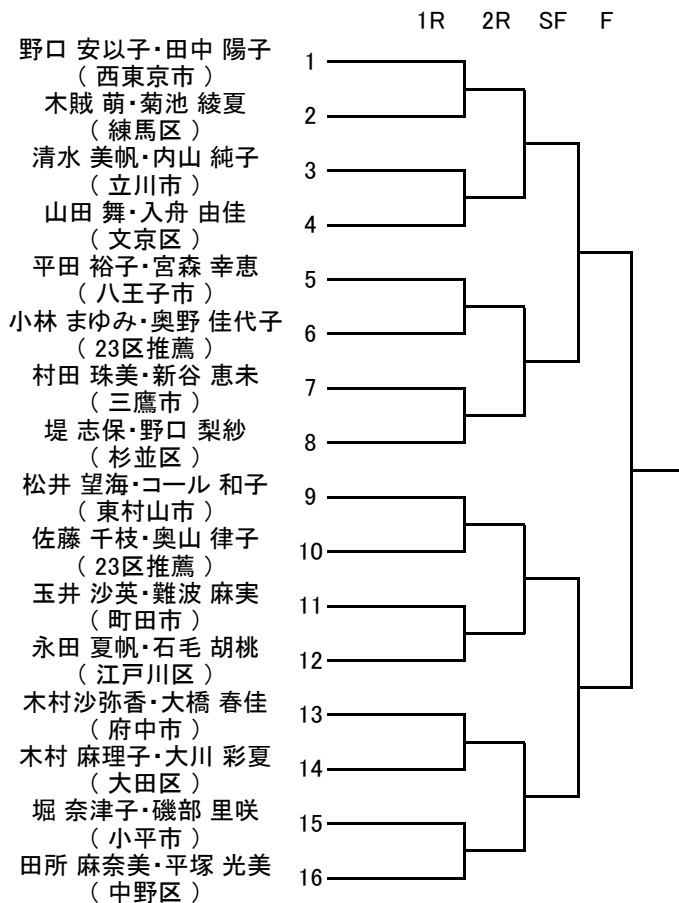 1R 2R SF F
野口 安以子・田中 陽子
（ 西東京市 ）
1
木賊 萌・菊池 綾夏
（ 練馬区 ）
2
清水 美帆・内山 純子
（ 立川市 ）
3
山田 舞・入舟 由佳
（ 文京区 ）
4
平田 裕子・宮森 幸恵
（ 八王子市 ）
5
小林 まゆみ・奥野 佳代子
（ 23区推薦 ）
6
村田 珠美・新谷 恵未
（ 三鷹市 ）
7
堤 志保・野口 梨紗
（ 杉並区 ）
8
松井 望海・コール 和子
（ 東村山市 ）
9
佐藤 千枝・奥山 律子
（ 23区推薦 ）
10
玉井 沙英・難波 麻実
（ 町田市 ）
11
永田 夏帆・石毛 胡桃
（ 江戸川区 ）
12
木村沙弥香・大橋 春佳
（ 府中市 ）
13
木村 麻理子・大川 彩夏
（ 大田区 ）
14
堀 奈津子・磯部 里咲
（ 小平市 ）
15
田所 麻奈美・平塚 光美
（ 中野区 ）
16